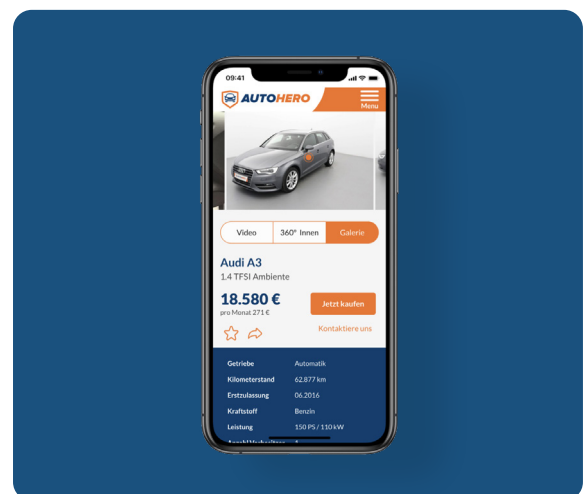 09:41
AUTOHERO
Menu
Video 360° Innen Galerie
Audi A3
1.4 TFSI Ambiente
18.580 €
pro Monat 271 €
Jetzt kaufen
Kontaktiere uns
Getriebe Automatik
Kilometerstand 62.877 km
Erstzulassung 06.2016
Kraftstoff Benzin
Leistung 150 PS / 110 kW